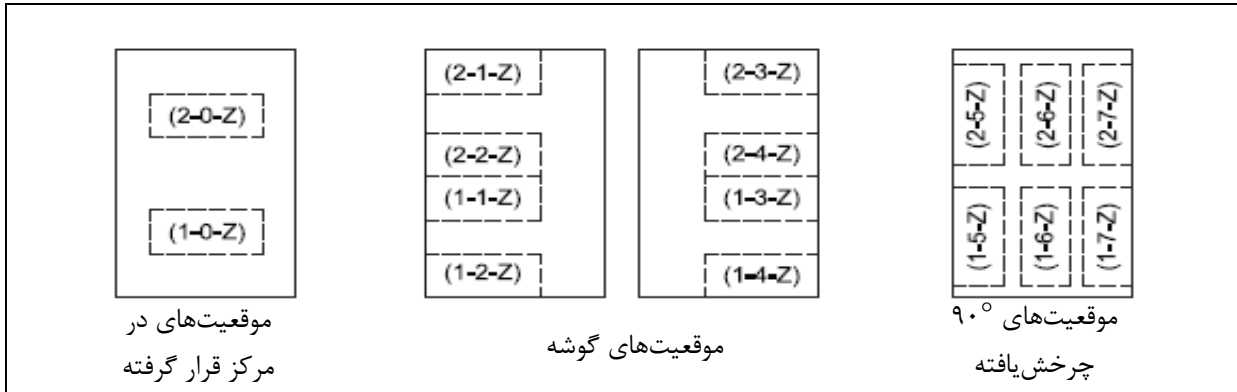 (2-0-Z)
(1-0-Z)
موقعیت‌های در
مرکز قرار گرفته
(2-1-Z)
(2-2-Z)
(1-1-Z)
(1-2-Z)
(2-3-Z)
(2-4-Z)
(1-3-Z)
(1-4-Z)
موقعیت‌های گوشه
(2-5-Z) (2-6-Z) (2-7-Z)
(1-5-Z) (1-6-Z) (1-7-Z)
موقعیت‌های ۹۰°
چرخش‌یافته